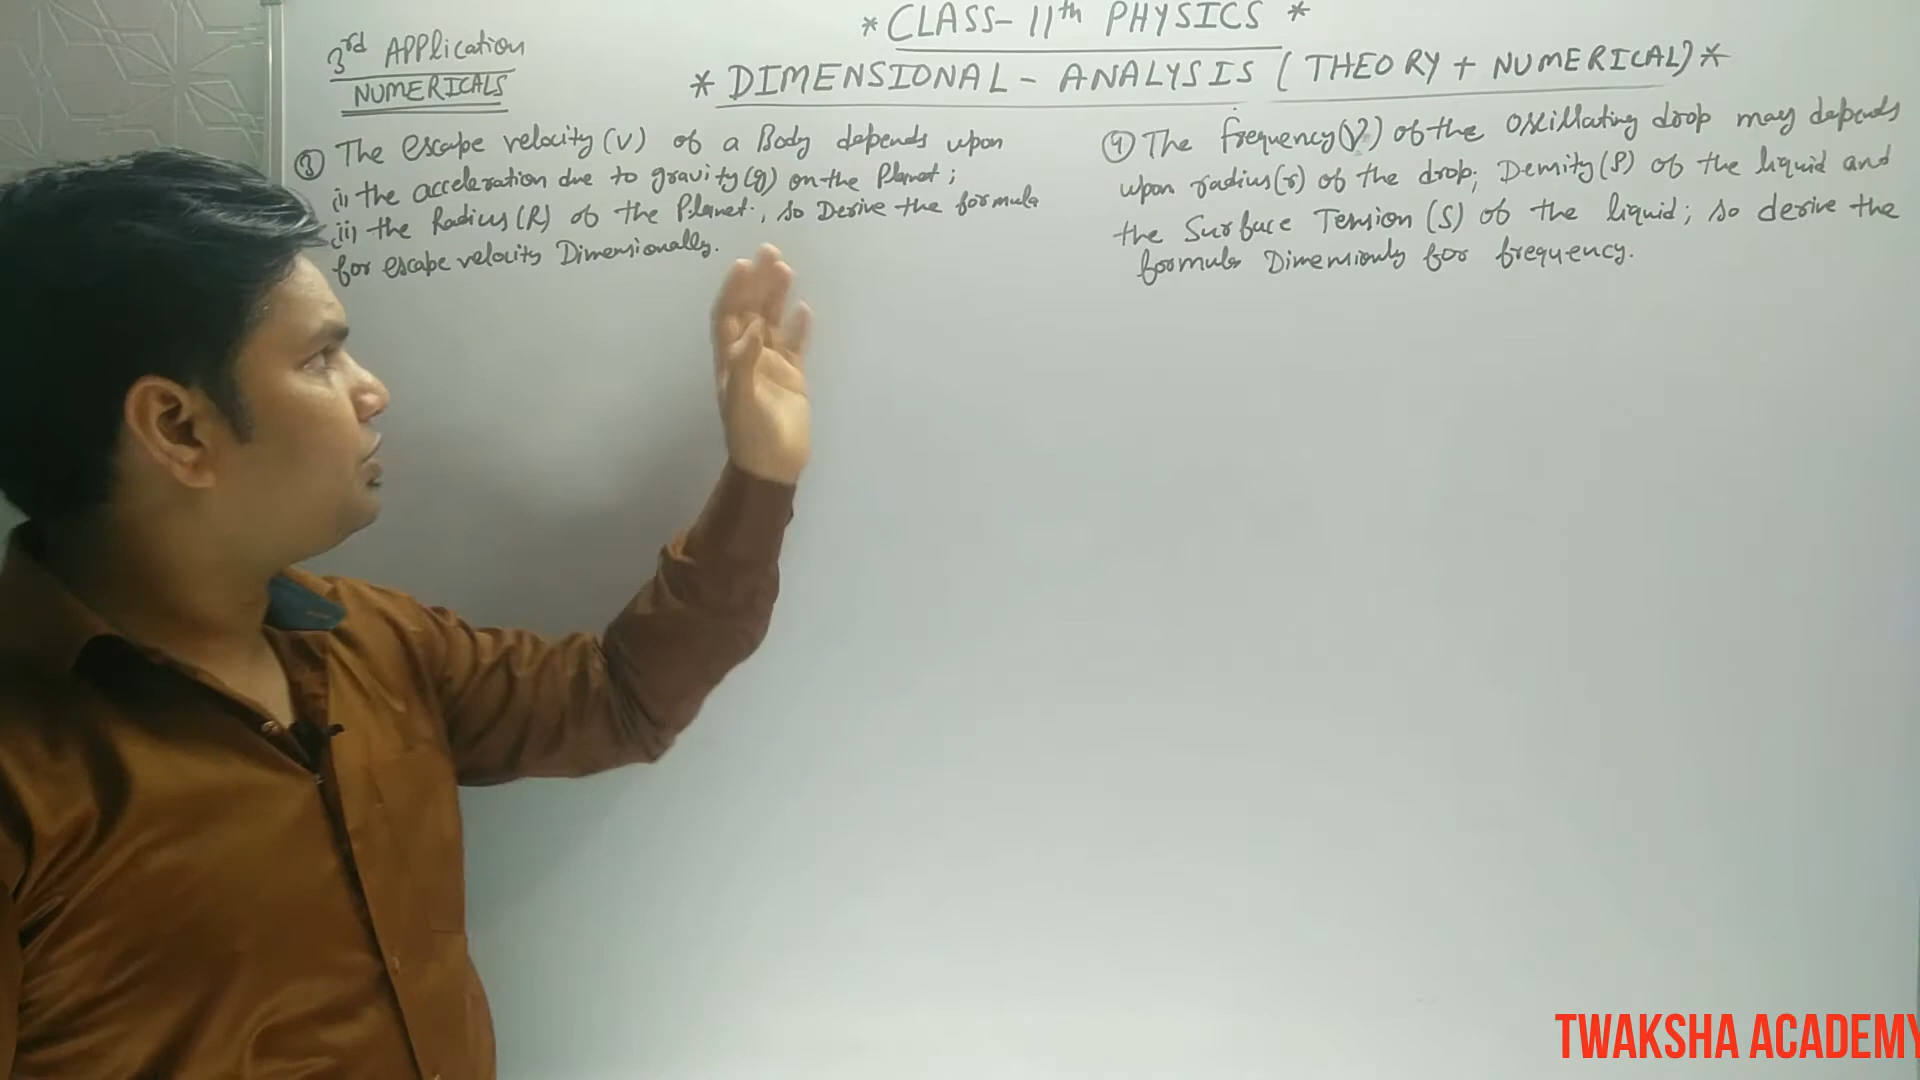 * CLASS- 11th PHYSICS *
* DIMENSIONAL - ANALYSIS ( THEORY + NUMERICAL) *
3rd APPlication
NUMERICALS
(3) The escape velocity (v) of a Body depends upon
(i) the acceleration due to gravity (g) on the Planet ;
(ii) the Radius (R) of the Planet ., so Derive the formula
for escape velocity Dimensionally.
(4) The frequency (ν) of the oscillating drop may depends
upon radius (r) of the drop; Density (ρ) of the liquid and
the Surface Tension (S) of the liquid ; so derive the
formula Dimensionly for frequency.
TWAKSHA ACADEMY